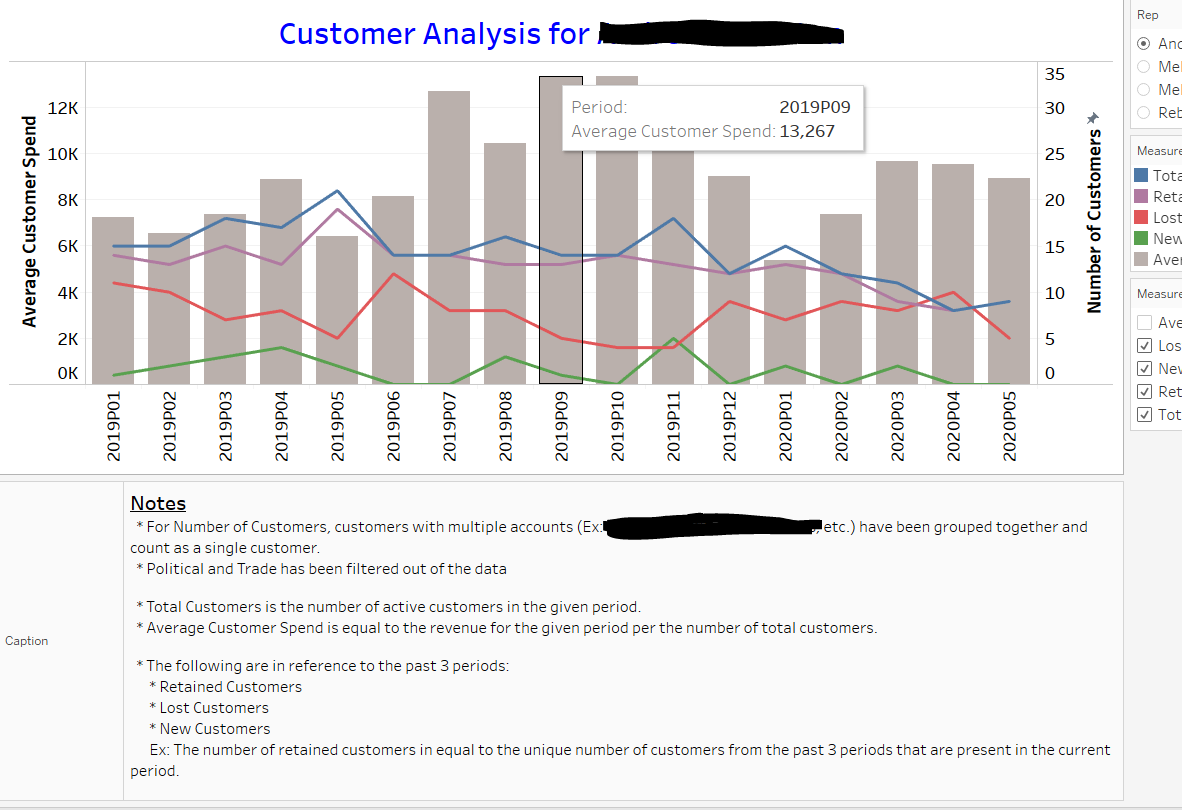 Customer Analysis for
Rep
Average Customer Spend
12K
10K
8K
6K
4K
2K
0K
35
30
25
20
15
10
5
0
Number of Customers
Period: 2019P09
Average Customer Spend: 13,267
2019P01
2019P02
2019P03
2019P04
2019P05
2019P06
2019P07
2019P08
2019P09
2019P10
2019P11
2019P12
2020P01
2020P02
2020P03
2020P04
2020P05
And
Mel
Mel
Reb
Measure
Tota
Reta
Lost
New
Aver
Measure
Ave
Los
New
Ret
Tot
Caption
Notes
* For Number of Customers, customers with multiple accounts (Ex: , etc.) have been grouped together and
count as a single customer.
* Political and Trade has been filtered out of the data
* Total Customers is the number of active customers in the given period.
* Average Customer Spend is equal to the revenue for the given period per the number of total customers.
* The following are in reference to the past 3 periods:
* Retained Customers
* Lost Customers
* New Customers
Ex: The number of retained customers in equal to the unique number of customers from the past 3 periods that are present in the current
period.